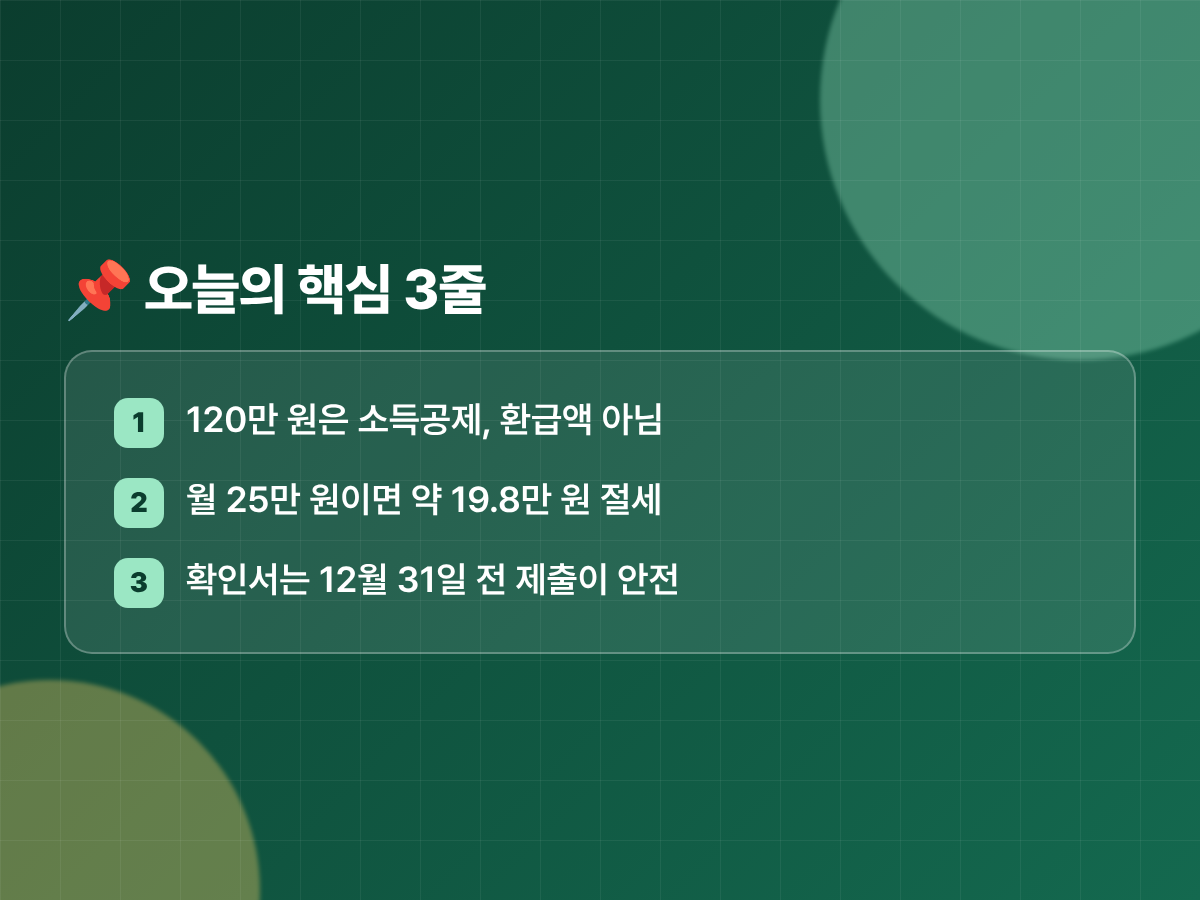 📌 오늘의 핵심 3줄
1 120만 원은 소득공제, 환급액 아님
2 월 25만 원이면 약 19.8만 원 절세
3 확인서는 12월 31일 전 제출이 안전